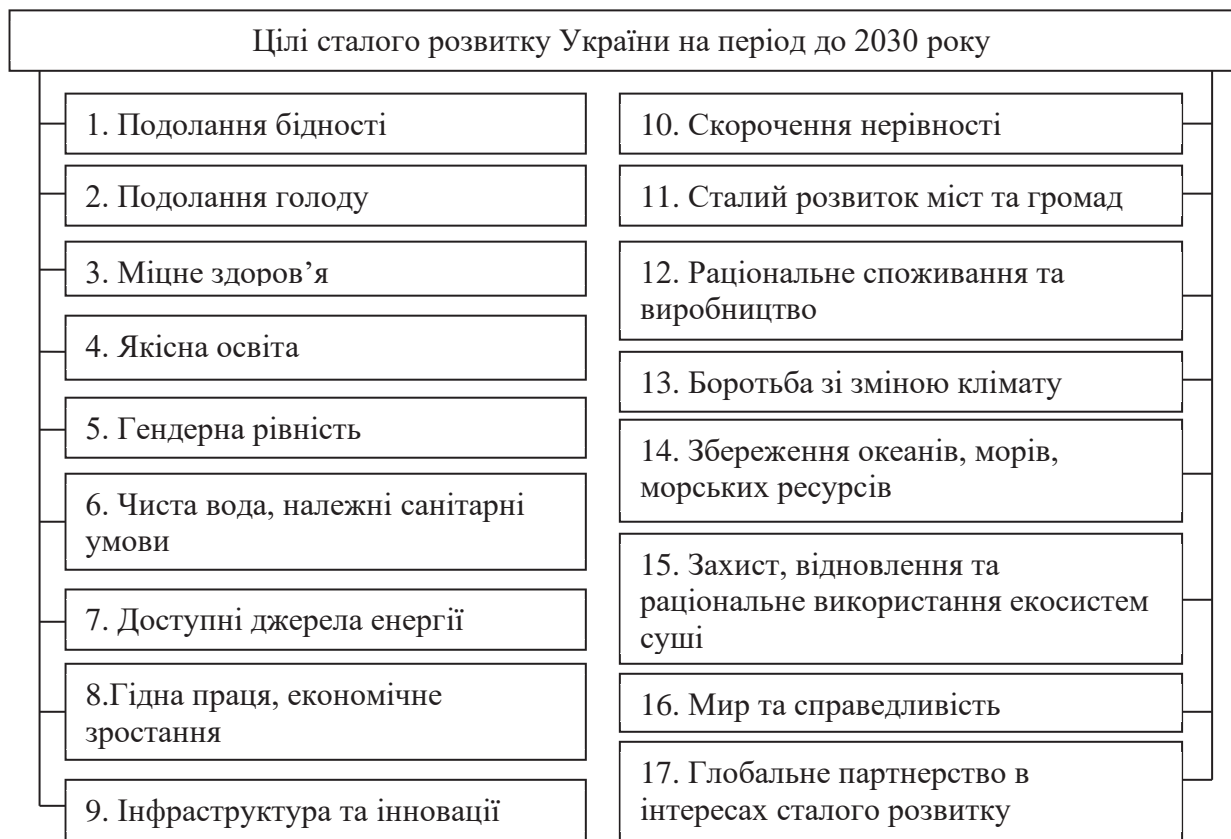 Цілі сталого розвитку України на період до 2030 року
1. Подолання бідності
2. Подолання голоду
3. Міцне здоров’я
4. Якісна освіта
5. Гендерна рівність
6. Чиста вода, належні санітарні
умови
7. Доступні джерела енергії
8.Гідна праця, економічне
зростання
9. Інфраструктура та інновації
10. Скорочення нерівності
11. Сталий розвиток міст та громад
12. Раціональне споживання та
виробництво
13. Боротьба зі зміною клімату
14. Збереження океанів, морів,
морських ресурсів
15. Захист, відновлення та
раціональне використання екосистем
суші
16. Мир та справедливість
17. Глобальне партнерство в
інтересах сталого розвитку